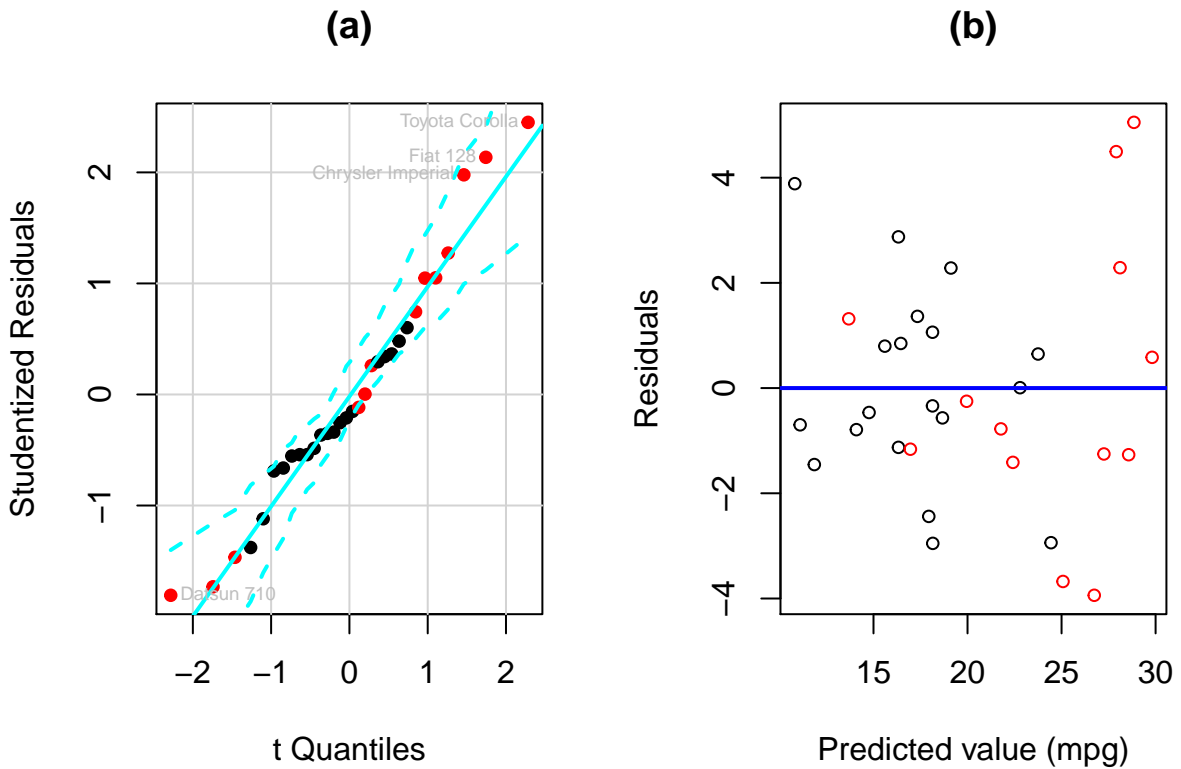 (a)
Studentized Residuals
2
1
0
−1
Toyota Corolla
Fiat 128
Chrysler Imperial
Datsun 710
−2 −1 0 1 2
t Quantiles
(b)
Residuals
4
2
0
−2
−4
15 20 25 30
Predicted value (mpg)